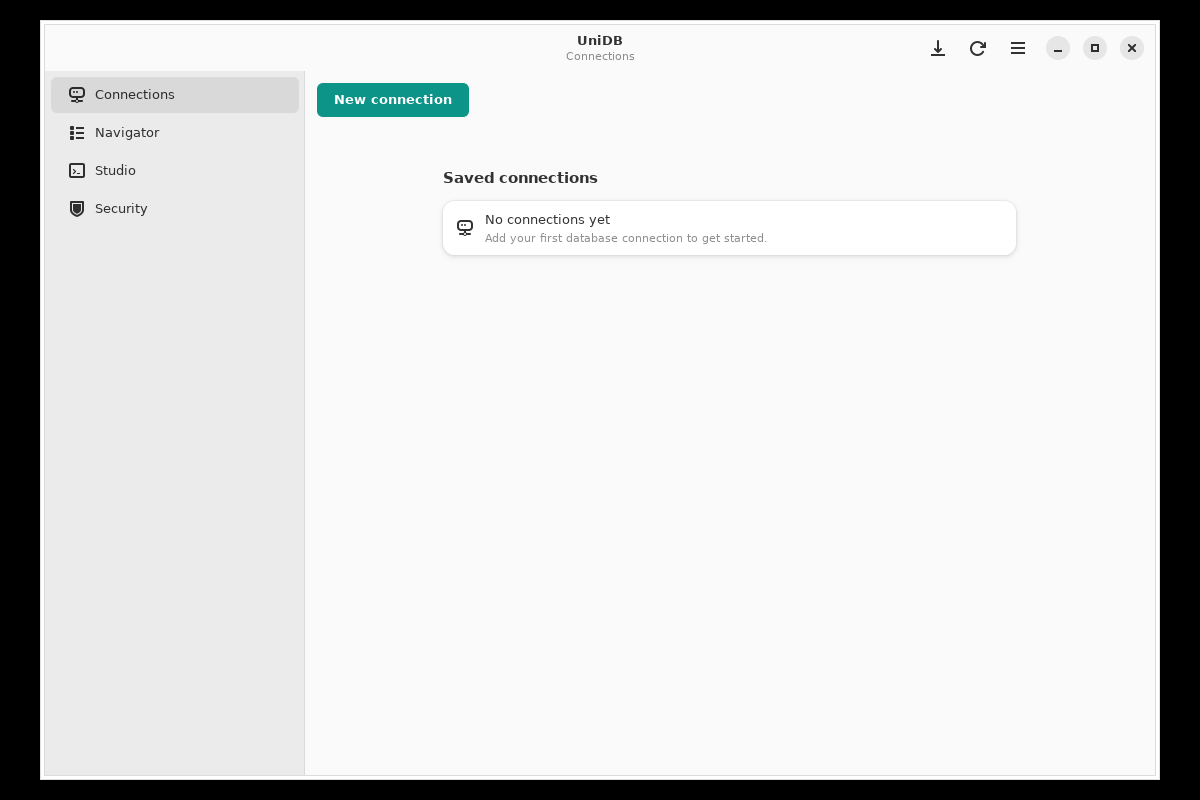 UniDB
Connections
Connections
Navigator
Studio
Security
New connection
Saved connections
No connections yet
Add your first database connection to get started.